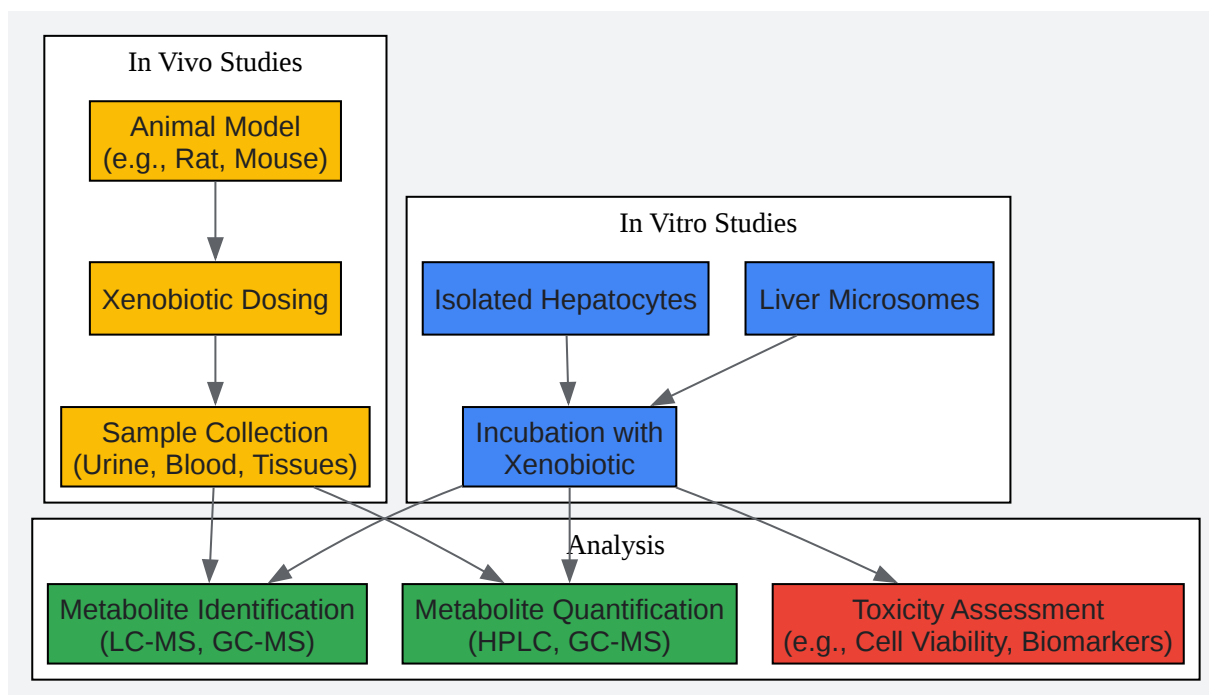 In Vivo Studies
Animal Model
(e.g., Rat, Mouse)
Xenobiotic Dosing
Sample Collection
(Urine, Blood, Tissues)
In Vitro Studies
Isolated Hepatocytes
Liver Microsomes
Incubation with
Xenobiotic
Analysis
Metabolite Identification
(LC-MS, GC-MS)
Metabolite Quantification
(HPLC, GC-MS)
Toxicity Assessment
(e.g., Cell Viability, Biomarkers)